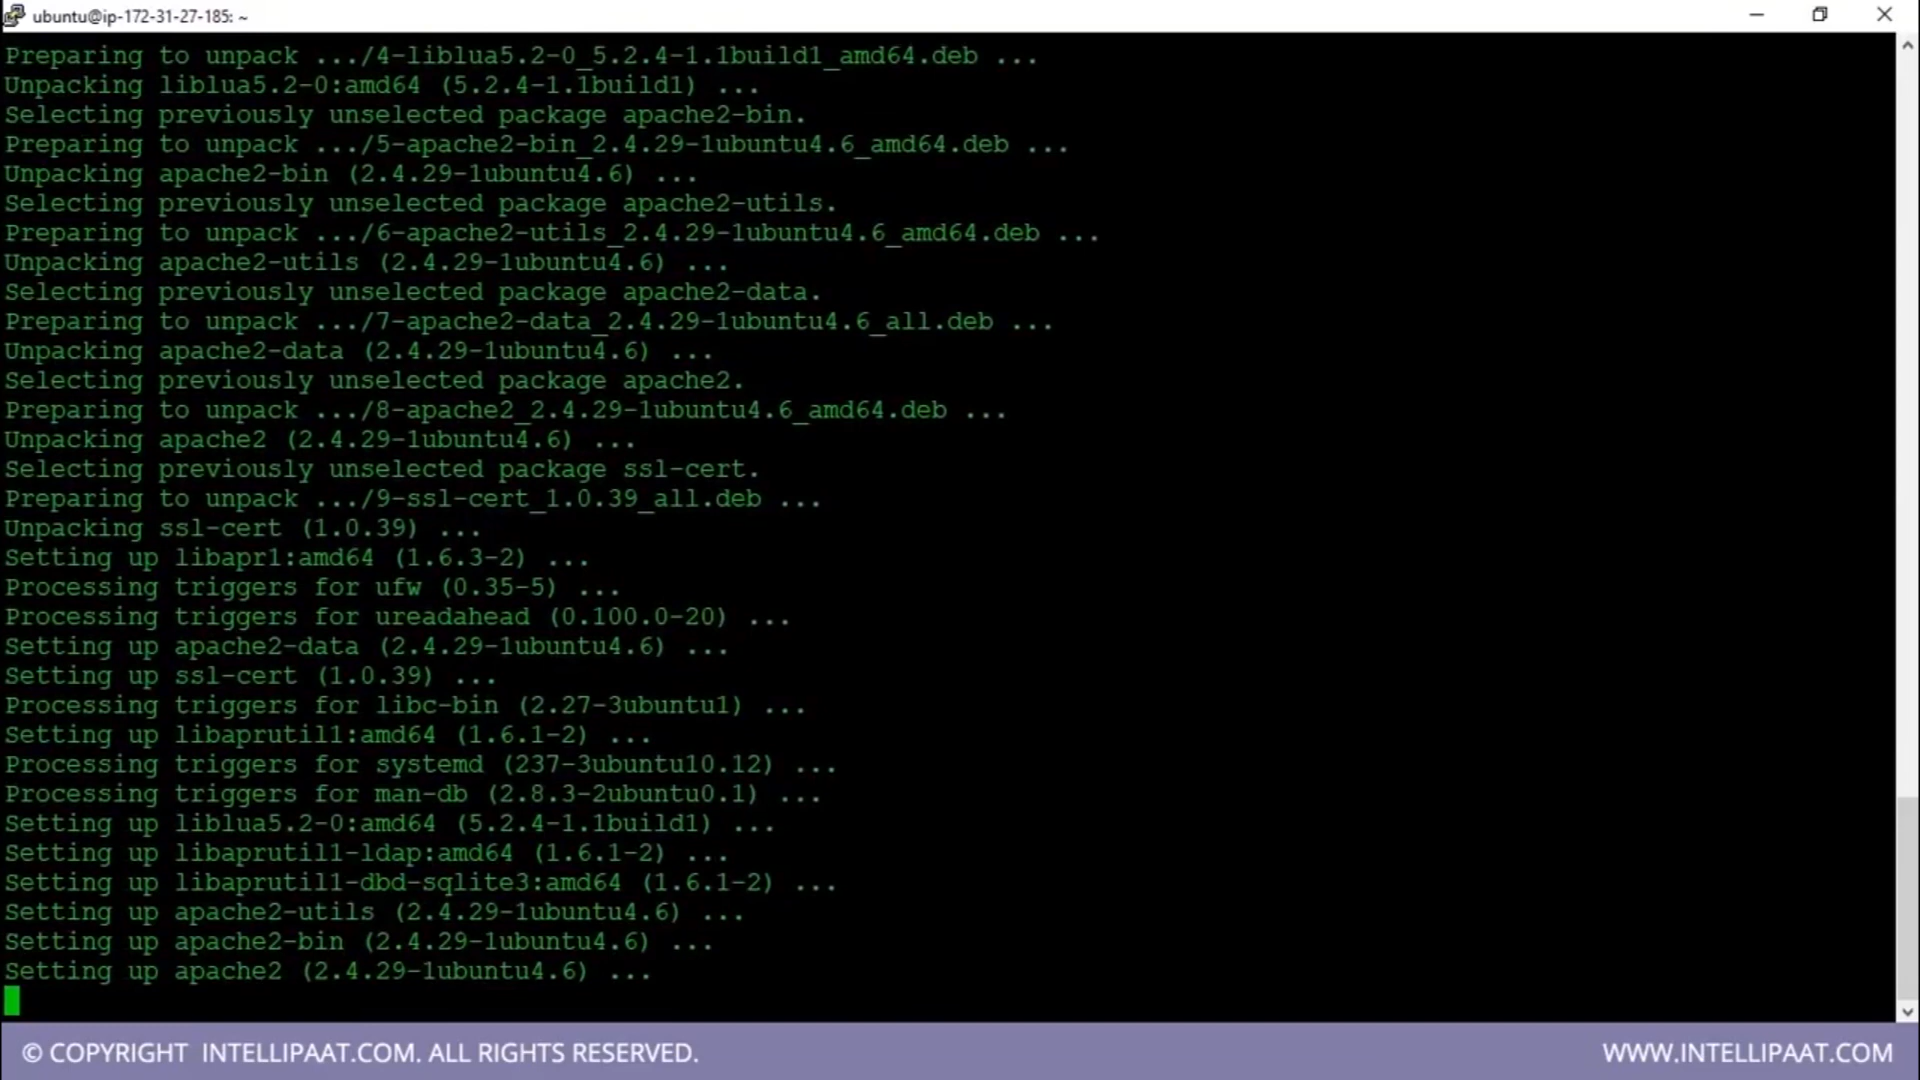 ubuntu@ip-172-31-27-185: ~
Preparing to unpack .../4-liblua5.2-0_5.2.4-1.1build1_amd64.deb ...
Unpacking liblua5.2-0:amd64 (5.2.4-1.1build1) ...
Selecting previously unselected package apache2-bin.
Preparing to unpack .../5-apache2-bin_2.4.29-1ubuntu4.6_amd64.deb ...
Unpacking apache2-bin (2.4.29-1ubuntu4.6) ...
Selecting previously unselected package apache2-utils.
Preparing to unpack .../6-apache2-utils_2.4.29-1ubuntu4.6_amd64.deb ...
Unpacking apache2-utils (2.4.29-1ubuntu4.6) ...
Selecting previously unselected package apache2-data.
Preparing to unpack .../7-apache2-data_2.4.29-1ubuntu4.6_all.deb ...
Unpacking apache2-data (2.4.29-1ubuntu4.6) ...
Selecting previously unselected package apache2.
Preparing to unpack .../8-apache2_2.4.29-1ubuntu4.6_amd64.deb ...
Unpacking apache2 (2.4.29-1ubuntu4.6) ...
Selecting previously unselected package ssl-cert.
Preparing to unpack .../9-ssl-cert_1.0.39_all.deb ...
Unpacking ssl-cert (1.0.39) ...
Setting up libapr1:amd64 (1.6.3-2) ...
Processing triggers for ufw (0.35-5) ...
Processing triggers for ureadahead (0.100.0-20) ...
Setting up apache2-data (2.4.29-1ubuntu4.6) ...
Setting up ssl-cert (1.0.39) ...
Processing triggers for libc-bin (2.27-3ubuntu1) ...
Setting up libaprutil1:amd64 (1.6.1-2) ...
Processing triggers for systemd (237-3ubuntu10.12) ...
Processing triggers for man-db (2.8.3-2ubuntu0.1) ...
Setting up liblua5.2-0:amd64 (5.2.4-1.1build1) ...
Setting up libaprutil1-ldap:amd64 (1.6.1-2) ...
Setting up libaprutil1-dbd-sqlite3:amd64 (1.6.1-2) ...
Setting up apache2-utils (2.4.29-1ubuntu4.6) ...
Setting up apache2-bin (2.4.29-1ubuntu4.6) ...
Setting up apache2 (2.4.29-1ubuntu4.6) ...
© COPYRIGHT INTELLIPAAT.COM. ALL RIGHTS RESERVED.
WWW.INTELLIPAAT.COM